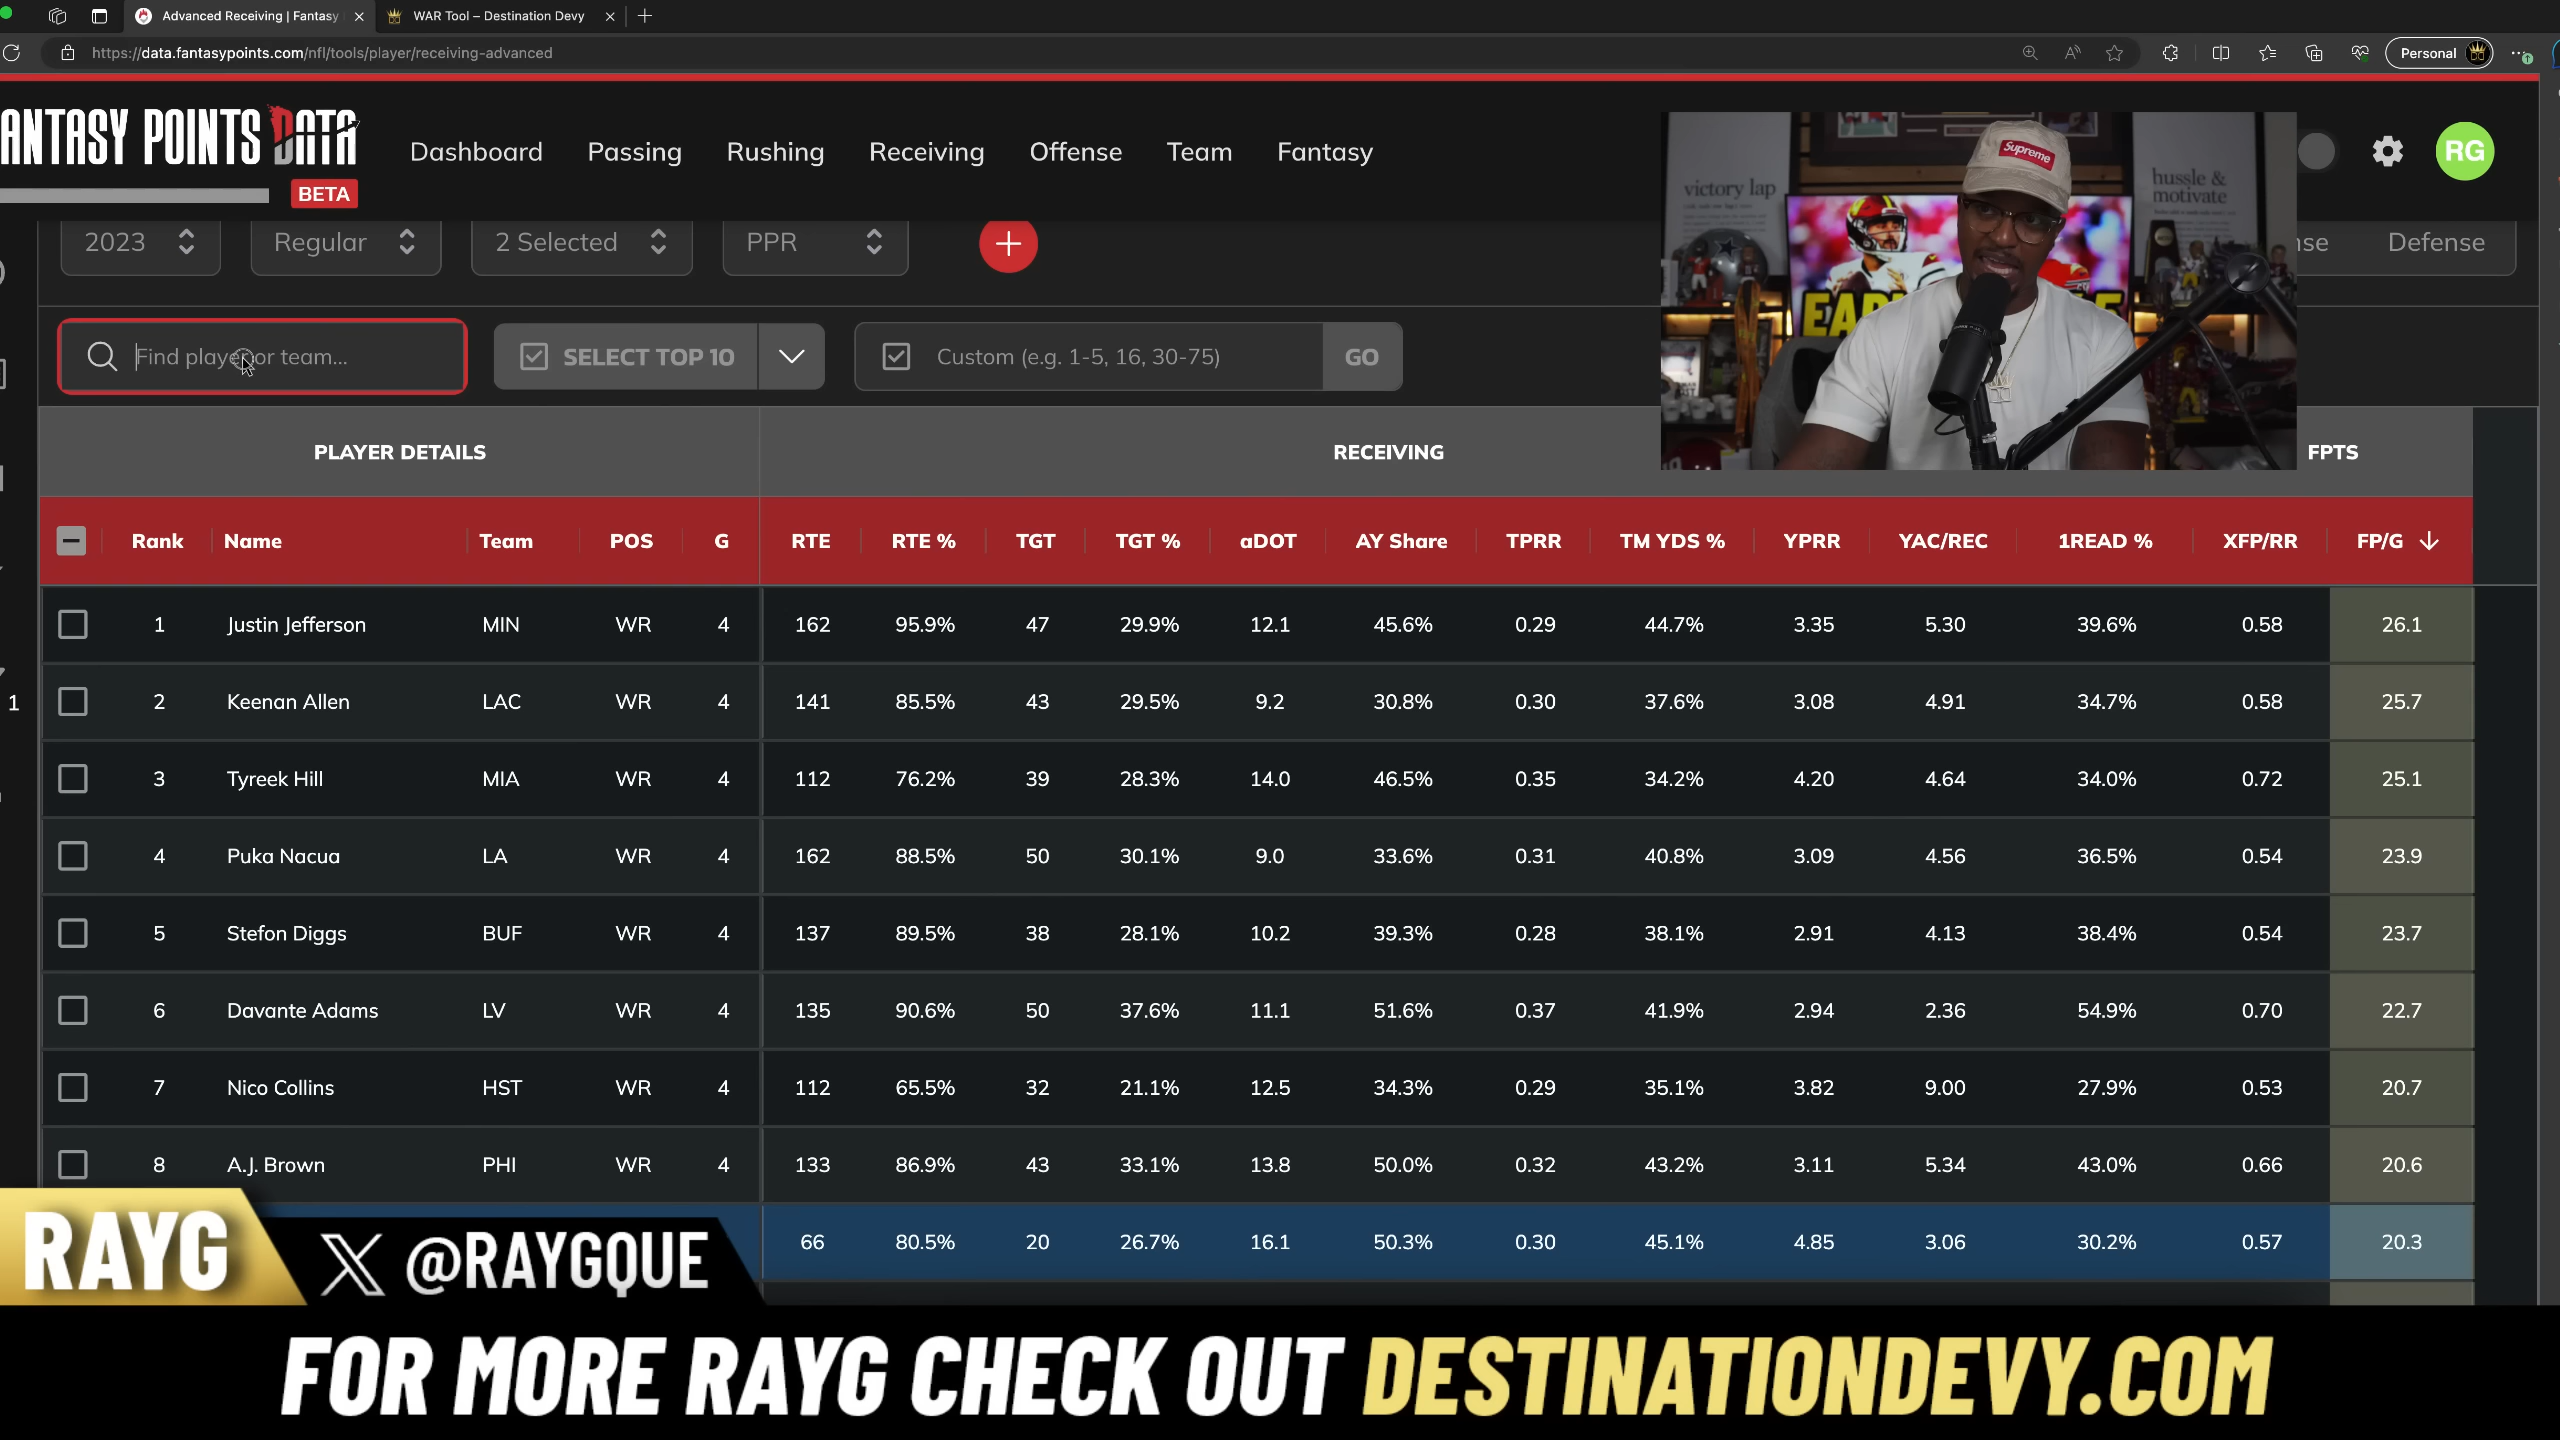 Advanced Receiving | Fantasy
WAR Tool – Destination Devy
https://data.fantasypoints.com/nfl/tools/player/receiving-advanced
Personal
ANTASY POINTS DATA
BETA
Dashboard Passing Rushing Receiving Offense Team Fantasy
RG
2023 Regular 2 Selected PPR
nse Defense
Find player or team...
SELECT TOP 10
Custom (e.g. 1-5, 16, 30-75)
GO
victory lap
hussle &
motivate
Supreme
PLAYER DETAILS RECEIVING FPTS
Rank Name Team POS G RTE RTE % TGT TGT % aDOT AY Share TPRR TM YDS % YPRR YAC/REC 1READ % XFP/RR FP/G
1 Justin Jefferson MIN WR 4 162 95.9% 47 29.9% 12.1 45.6% 0.29 44.7% 3.35 5.30 39.6% 0.58 26.1
2 Keenan Allen LAC WR 4 141 85.5% 43 29.5% 9.2 30.8% 0.30 37.6% 3.08 4.91 34.7% 0.58 25.7
1
3 Tyreek Hill MIA WR 4 112 76.2% 39 28.3% 14.0 46.5% 0.35 34.2% 4.20 4.64 34.0% 0.72 25.1
4 Puka Nacua LA WR 4 162 88.5% 50 30.1% 9.0 33.6% 0.31 40.8% 3.09 4.56 36.5% 0.54 23.9
5 Stefon Diggs BUF WR 4 137 89.5% 38 28.1% 10.2 39.3% 0.28 38.1% 2.91 4.13 38.4% 0.54 23.7
6 Davante Adams LV WR 4 135 90.6% 50 37.6% 11.1 51.6% 0.37 41.9% 2.94 2.36 54.9% 0.70 22.7
7 Nico Collins HST WR 4 112 65.5% 32 21.1% 12.5 34.3% 0.29 35.1% 3.82 9.00 27.9% 0.53 20.7
8 A.J. Brown PHI WR 4 133 86.9% 43 33.1% 13.8 50.0% 0.32 43.2% 3.11 5.34 43.0% 0.66 20.6
66 80.5% 20 26.7% 16.1 50.3% 0.30 45.1% 4.85 3.06 30.2% 0.57 20.3
RAYG X @RAYGQUE
FOR MORE RAYG CHECK OUT DESTINATIONDEVY.COM